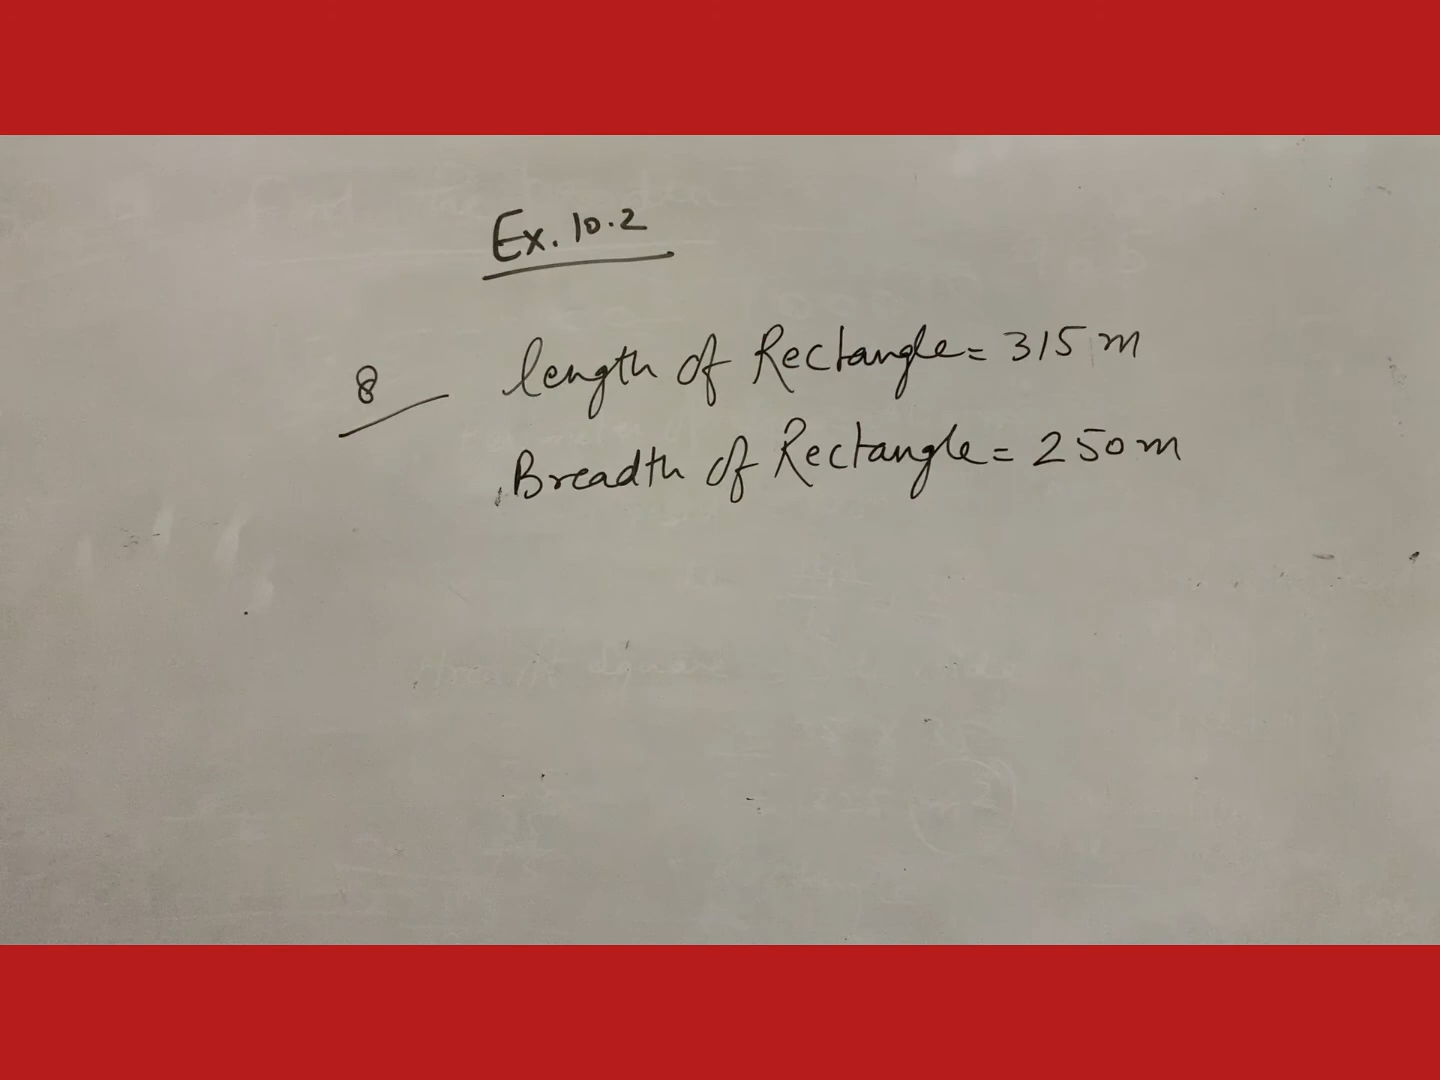 Ex. 10.2
8 length of Rectangle = 315 m
Breadth of Rectangle = 250 m